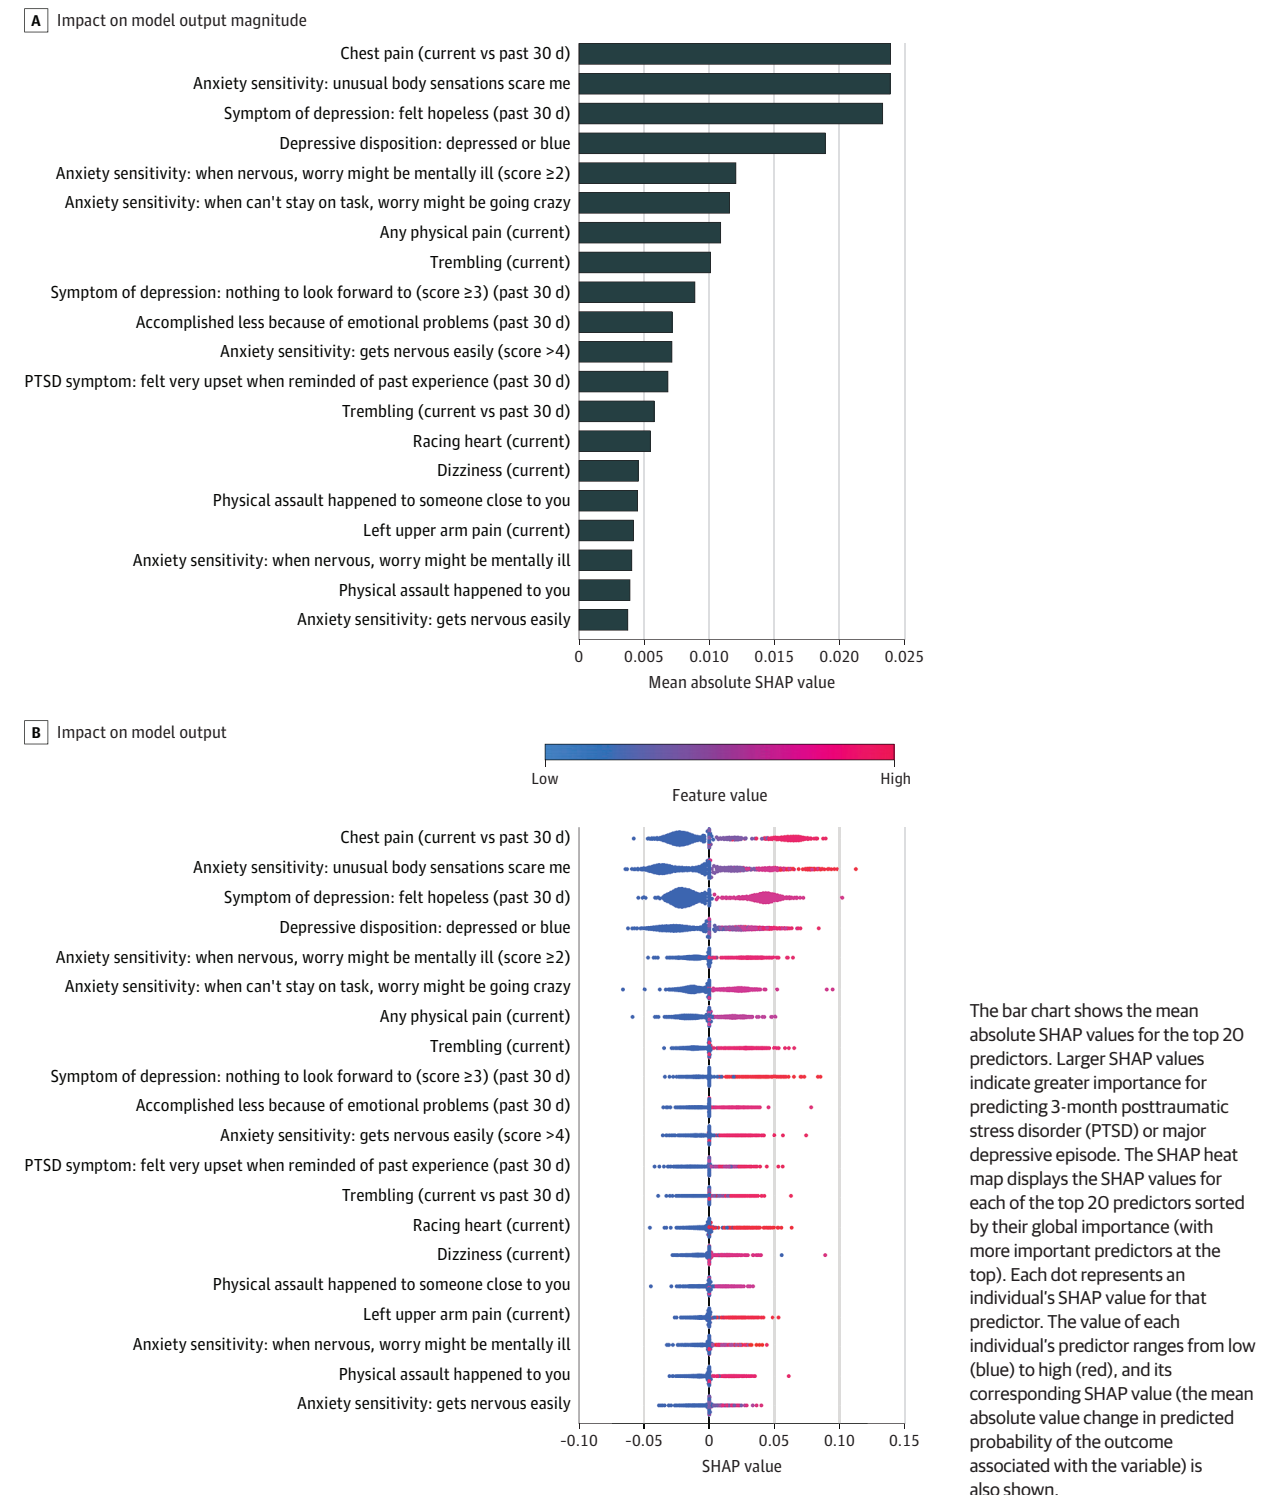 A Impact on model output magnitude
Chest pain (current vs past 30 d)
Anxiety sensitivity: unusual body sensations scare me
Symptom of depression: felt hopeless (past 30 d)
Depressive disposition: depressed or blue
Anxiety sensitivity: when nervous, worry might be mentally ill (score ≥2)
Anxiety sensitivity: when can't stay on task, worry might be going crazy
Any physical pain (current)
Trembling (current)
Symptom of depression: nothing to look forward to (score ≥3) (past 30 d)
Accomplished less because of emotional problems (past 30 d)
Anxiety sensitivity: gets nervous easily (score >4)
PTSD symptom: felt very upset when reminded of past experience (past 30 d)
Trembling (current vs past 30 d)
Racing heart (current)
Dizziness (current)
Physical assault happened to someone close to you
Left upper arm pain (current)
Anxiety sensitivity: when nervous, worry might be mentally ill
Physical assault happened to you
Anxiety sensitivity: gets nervous easily
0 0.005 0.010 0.015 0.020 0.025
Mean absolute SHAP value
B Impact on model output
Low High
Feature value
Chest pain (current vs past 30 d)
Anxiety sensitivity: unusual body sensations scare me
Symptom of depression: felt hopeless (past 30 d)
Depressive disposition: depressed or blue
Anxiety sensitivity: when nervous, worry might be mentally ill (score ≥2)
Anxiety sensitivity: when can't stay on task, worry might be going crazy
Any physical pain (current)
Trembling (current)
Symptom of depression: nothing to look forward to (score ≥3) (past 30 d)
Accomplished less because of emotional problems (past 30 d)
Anxiety sensitivity: gets nervous easily (score >4)
PTSD symptom: felt very upset when reminded of past experience (past 30 d)
Trembling (current vs past 30 d)
Racing heart (current)
Dizziness (current)
Physical assault happened to someone close to you
Left upper arm pain (current)
Anxiety sensitivity: when nervous, worry might be mentally ill
Physical assault happened to you
Anxiety sensitivity: gets nervous easily
-0.10 -0.05 0 0.05 0.10 0.15
SHAP value
The bar chart shows the mean
absolute SHAP values for the top 20
predictors. Larger SHAP values
indicate greater importance for
predicting 3-month posttraumatic
stress disorder (PTSD) or major
depressive episode. The SHAP heat
map displays the SHAP values for
each of the top 20 predictors sorted
by their global importance (with
more important predictors at the
top). Each dot represents an
individual's SHAP value for that
predictor. The value of each
individual's predictor ranges from low
(blue) to high (red), and its
corresponding SHAP value (the mean
absolute value change in predicted
probability of the outcome
associated with the variable) is
also shown.